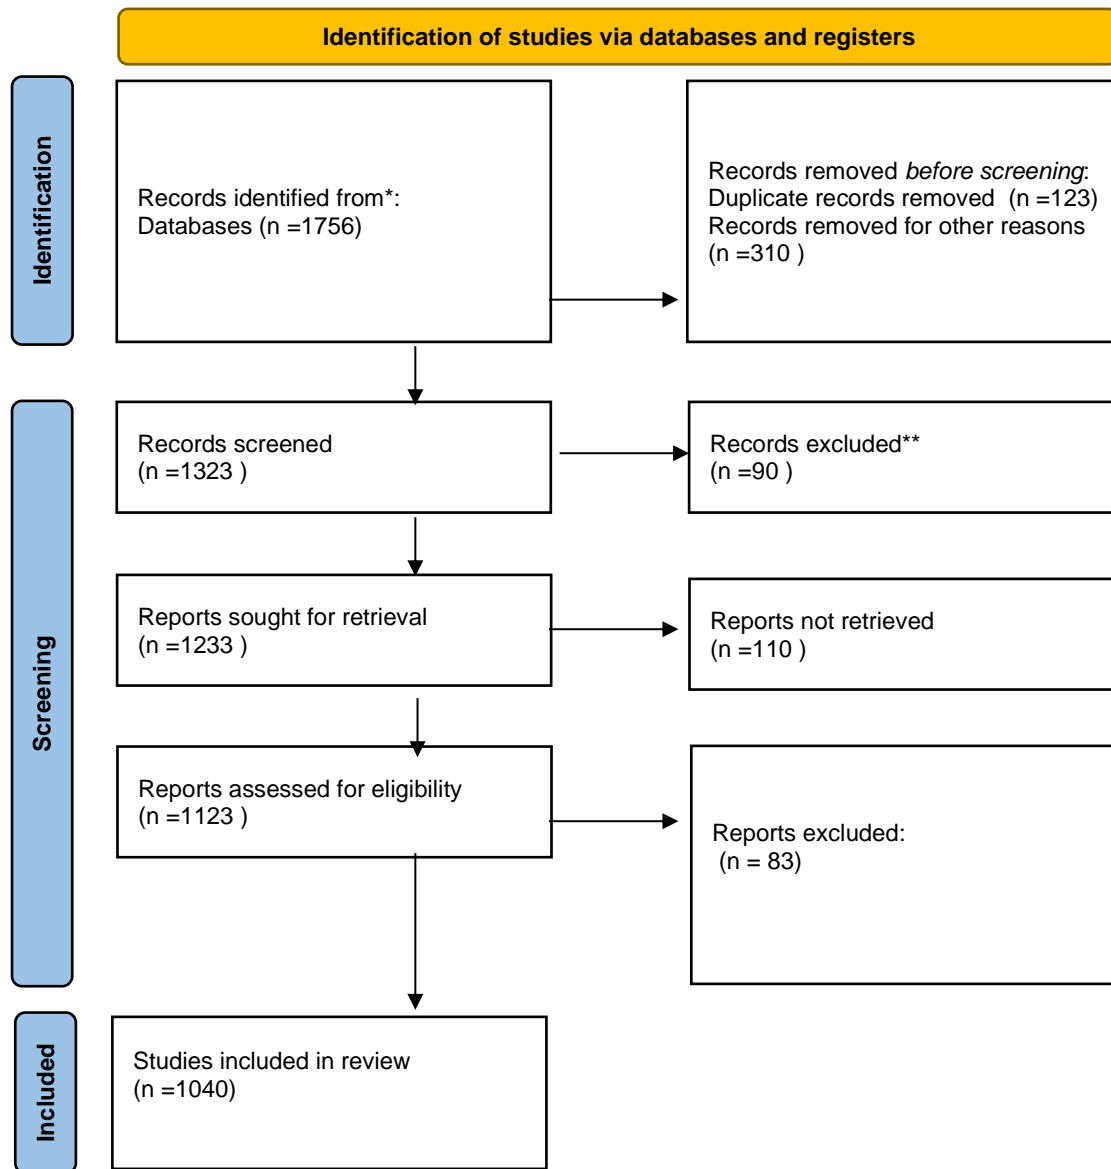 Identification of studies via databases and registers
Identification
Records identified from*:
Databases (n =1756)
Records removed before screening:
Duplicate records removed  (n =123)
Records removed for other reasons
(n =310 )
Screening
Records screened
(n =1323 )
Records excluded**
(n =90 )
Reports sought for retrieval
(n =1233 )
Reports not retrieved
(n =110 )
Reports assessed for eligibility
(n =1123 )
Reports excluded:
(n = 83)
Included
Studies included in review
(n =1040)